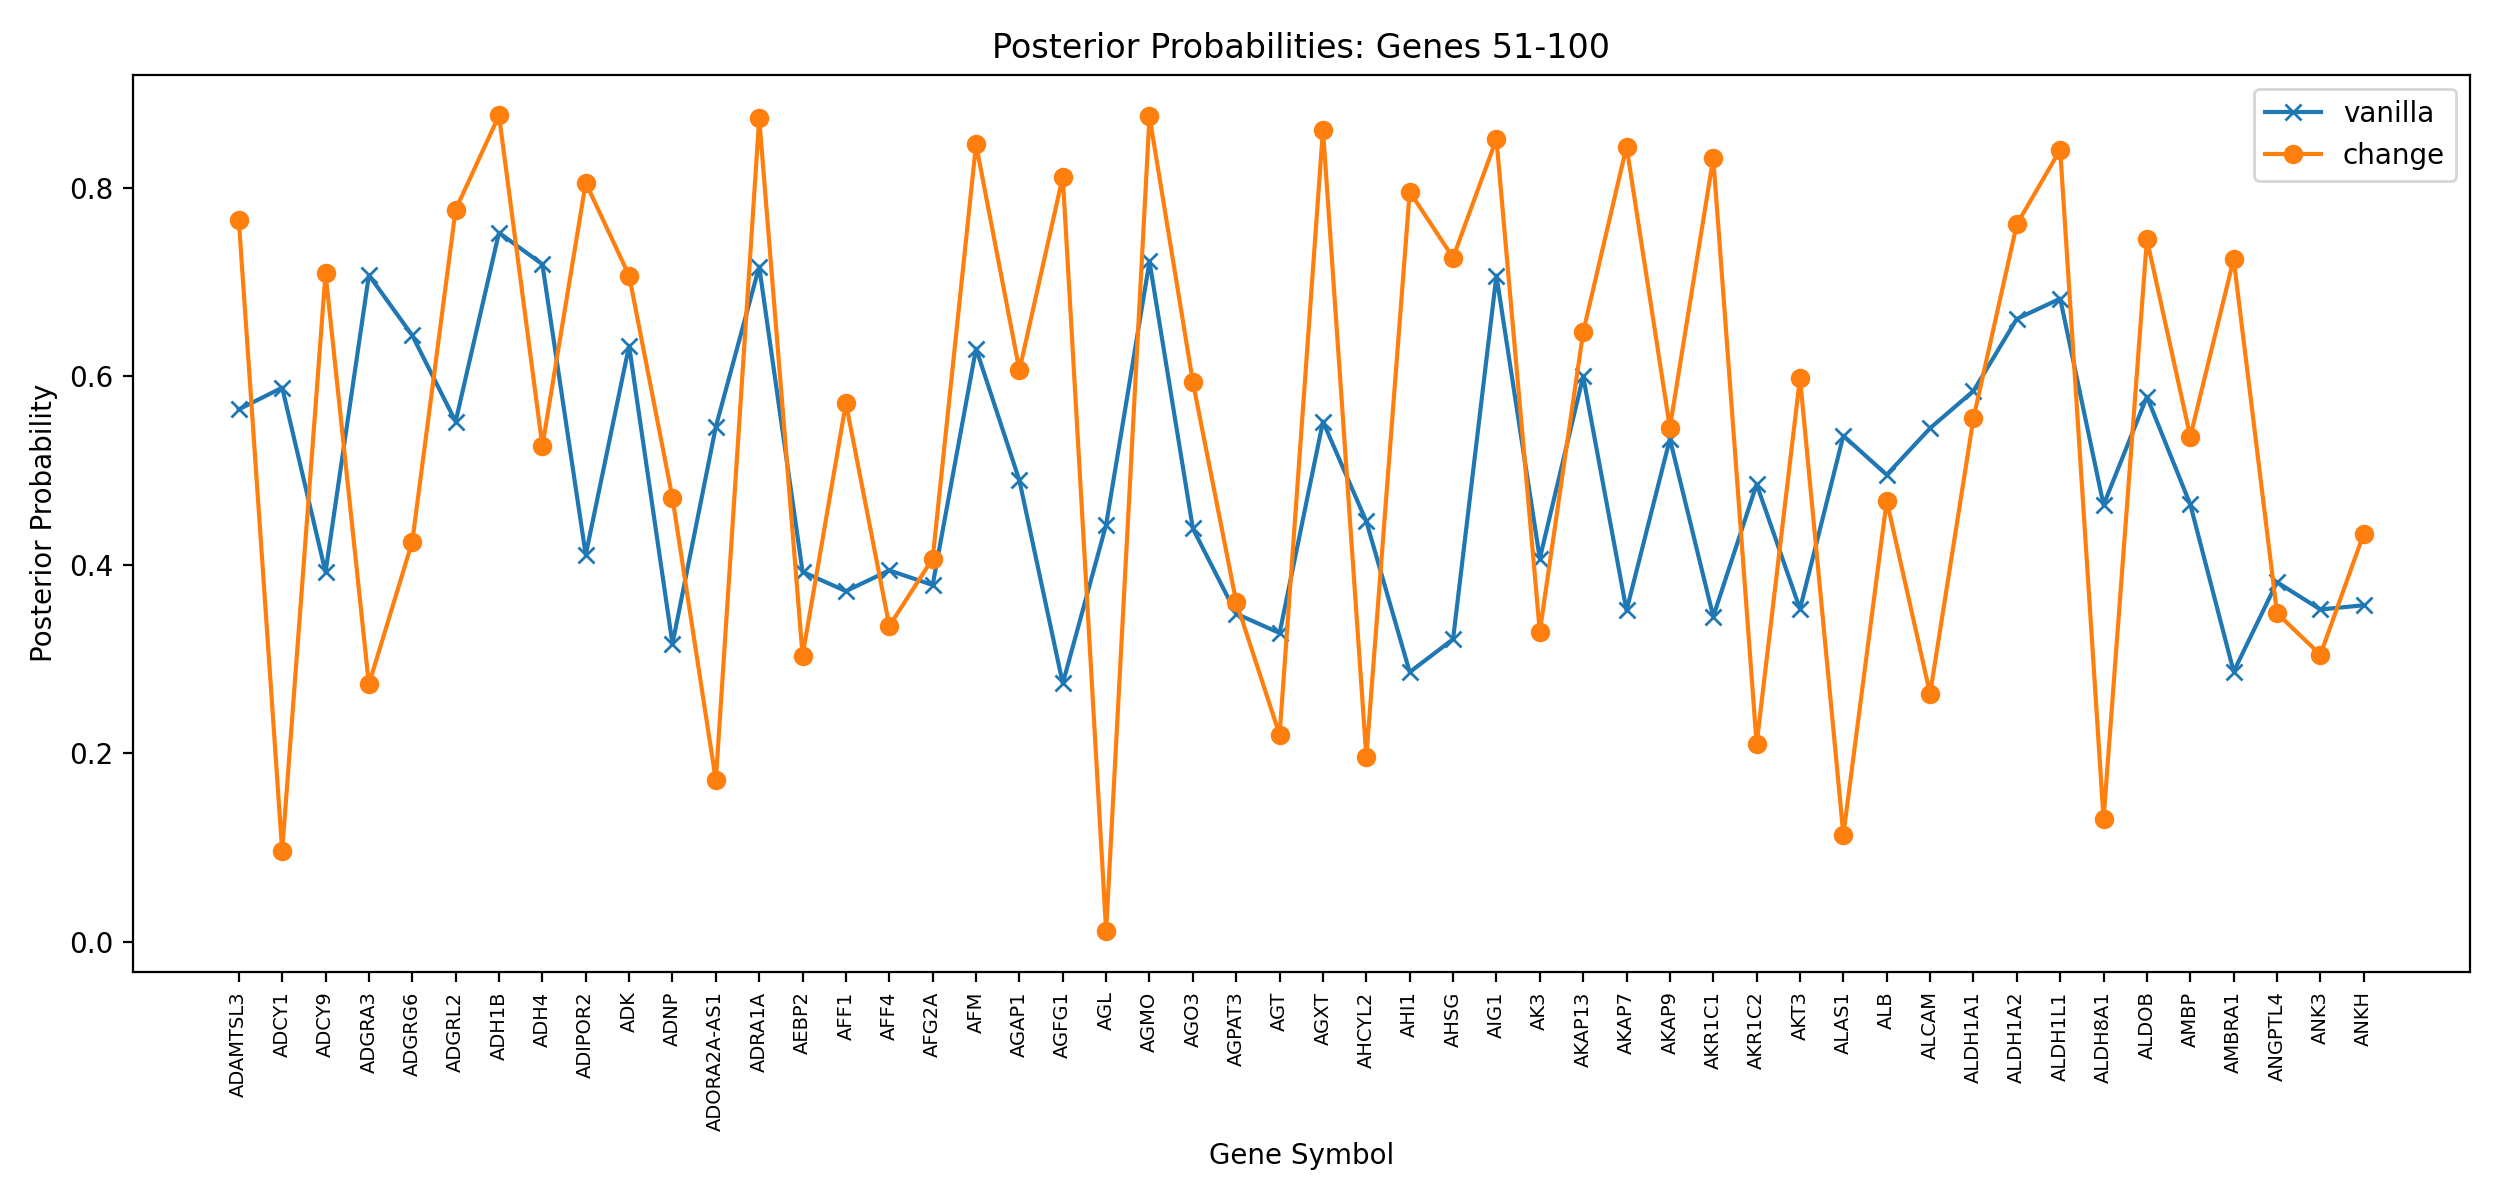 Posterior Probabilities: Genes 51-100
vanilla
change
Posterior Probability
0.8
0.6
0.4
0.2
0.0
ADAMTSL3
ADCY1
ADCY9
ADGRA3
ADGRG6
ADGRL2
ADH1B
ADH4
ADIPOR2
ADK
ADNP
ADORA2A-AS1
ADRA1A
AEBP2
AFF1
AFF4
AFG2A
AFM
AGAP1
AGFG1
AGL
AGMO
AGO3
AGPAT3
AGT
AGXT
AHCYL2
AHI1
AHSG
AIG1
AK3
AKAP13
AKAP7
AKAP9
AKR1C1
AKR1C2
AKT3
ALAS1
ALB
ALCAM
ALDH1A1
ALDH1A2
ALDH1L1
ALDH8A1
ALDOB
AMBP
AMBRA1
ANGPTL4
ANK3
ANKH
Gene Symbol